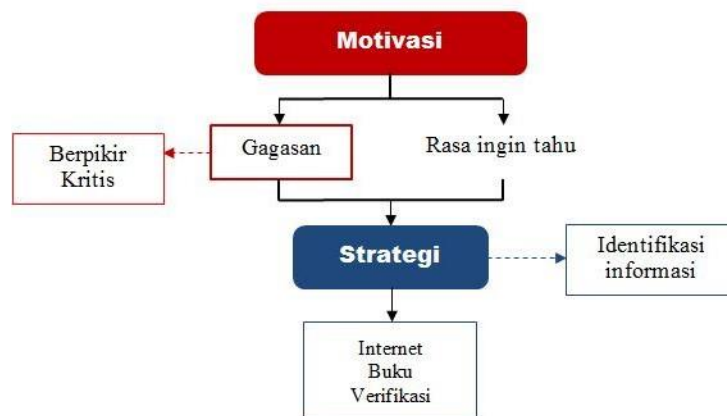 Motivasi
Berpikir
Kritis
Gagasan
Rasa ingin tahu
Strategi
Identifikasi
informasi
Internet
Buku
Verifikasi